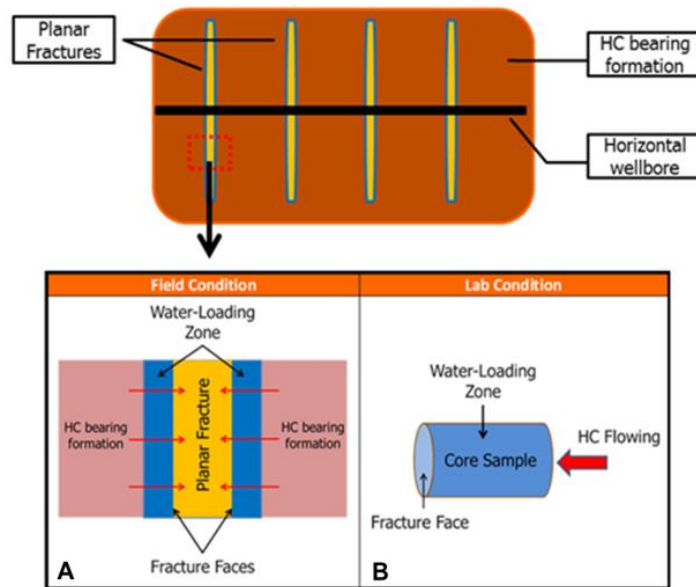 Planar
Fractures
HC bearing
formation
Horizontal
wellbore
Field Condition
Lab Condition
Water-Loading
Zone
HC bearing
formation
Planar Fracture
HC bearing
formation
Fracture Faces
A
Water-Loading
Zone
Core Sample
HC Flowing
Fracture Face
B